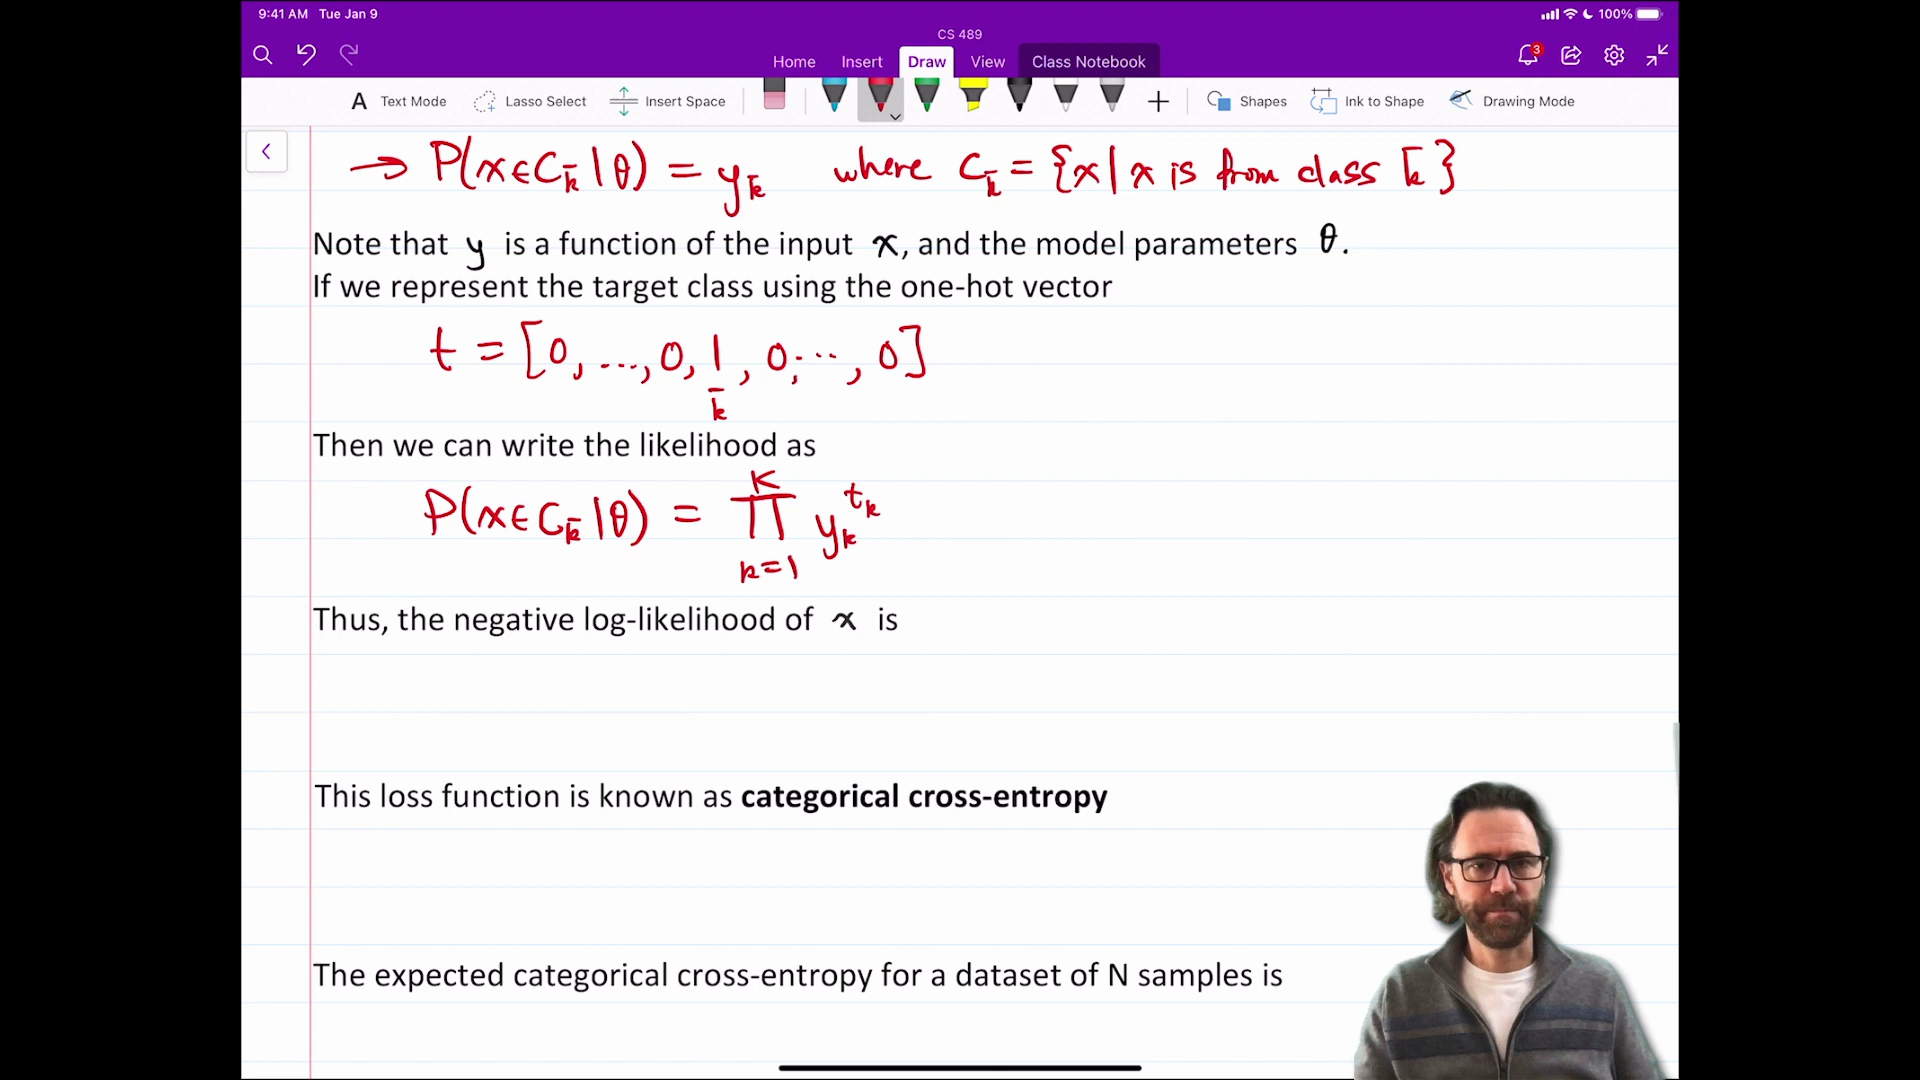 9:41 AM Tue Jan 9
100%
CS 489
Home Insert Draw View Class Notebook
3
A Text Mode Lasso Select Insert Space Shapes Ink to Shape Drawing Mode
→ P(x∈C_k̄ | θ) = y_k̄ where C_k̄ = {x | x is from class k̄}
Note that y is a function of the input x, and the model parameters θ.
If we represent the target class using the one-hot vector
t = [0, ..., 0, 1, 0, ..., 0]
k̄
Then we can write the likelihood as
K
P(x∈C_k̄ | θ) = ∏ y_k^{t_k}
k=1
Thus, the negative log-likelihood of x is
This loss function is known as categorical cross-entropy
The expected categorical cross-entropy for a dataset of N samples is